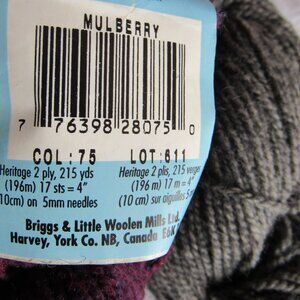 MULBERRY
7 76398 28075 0
COL:75 LOT:611
Heritage 2 ply, 215 yds
(196m) 17 sts = 4"
10cm) on 5mm needles
Heritage 2 plis, 215 verges
(196 m) 17 m = 4"
(10 cm) sur aiguilles 5
Briggs & Little Woolen Mills Ltd.
Harvey, York Co. NB, Canada E6K